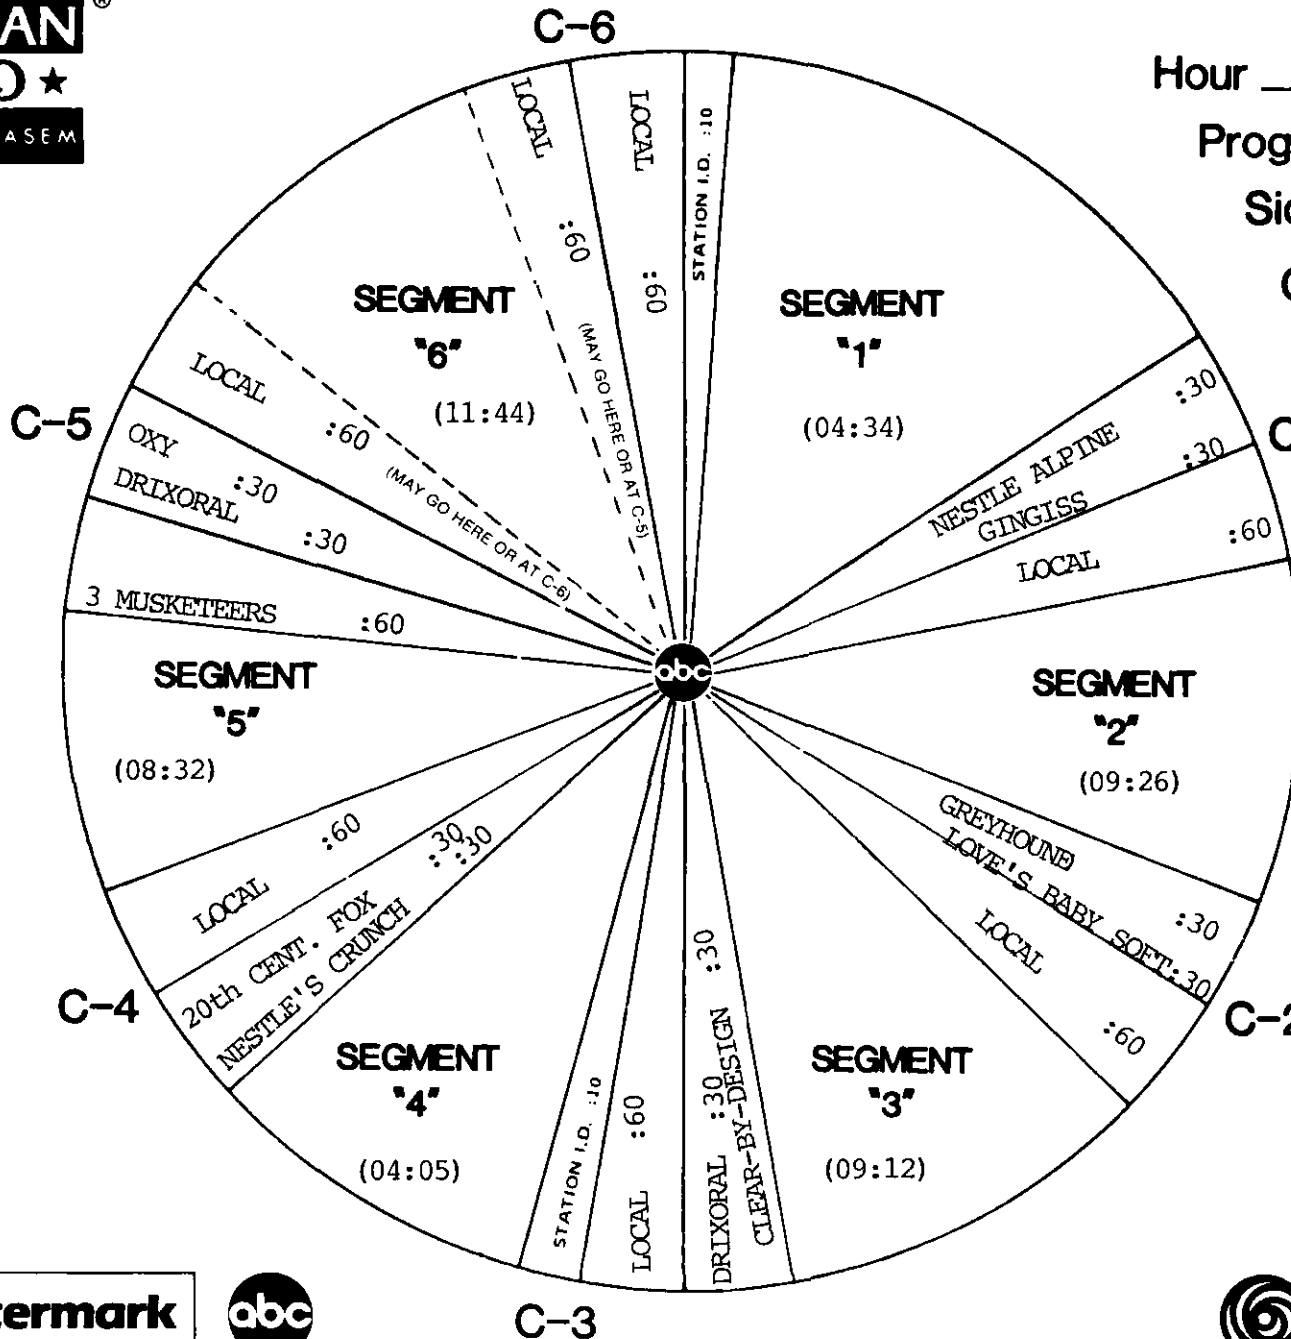 AN ®
O ★
ASEM
C-6
Hour
Prog
Si
LOCAL :60
(MAY GO HERE OR AT C-5)
LOCAL :60
STATION I.D. :10
SEGMENT
"1"
(04:34)
NESTLE ALPINE :30
GINGISS :30
LOCAL :60
SEGMENT
"2"
(09:26)
GREYHOUND :30
LOVE'S BABY SOFT :30
C-2
LOCAL :60
SEGMENT
"3"
(09:12)
CLEAR-BY-DESIGN :30
DRIXORAL :30
C-3
LOCAL :60
STATION I.D. :10
SEGMENT
"4"
(04:05)
NESTLE'S CRUNCH :30
20th CENT. FOX :30
C-4
LOCAL :60
SEGMENT
"5"
(08:32)
3 MUSKETEERS :60
DRIXORAL :30
OXY :30
C-5
LOCAL :60
(MAY GO HERE OR AT C-6)
SEGMENT
"6"
(11:44)
abc
termark
abc